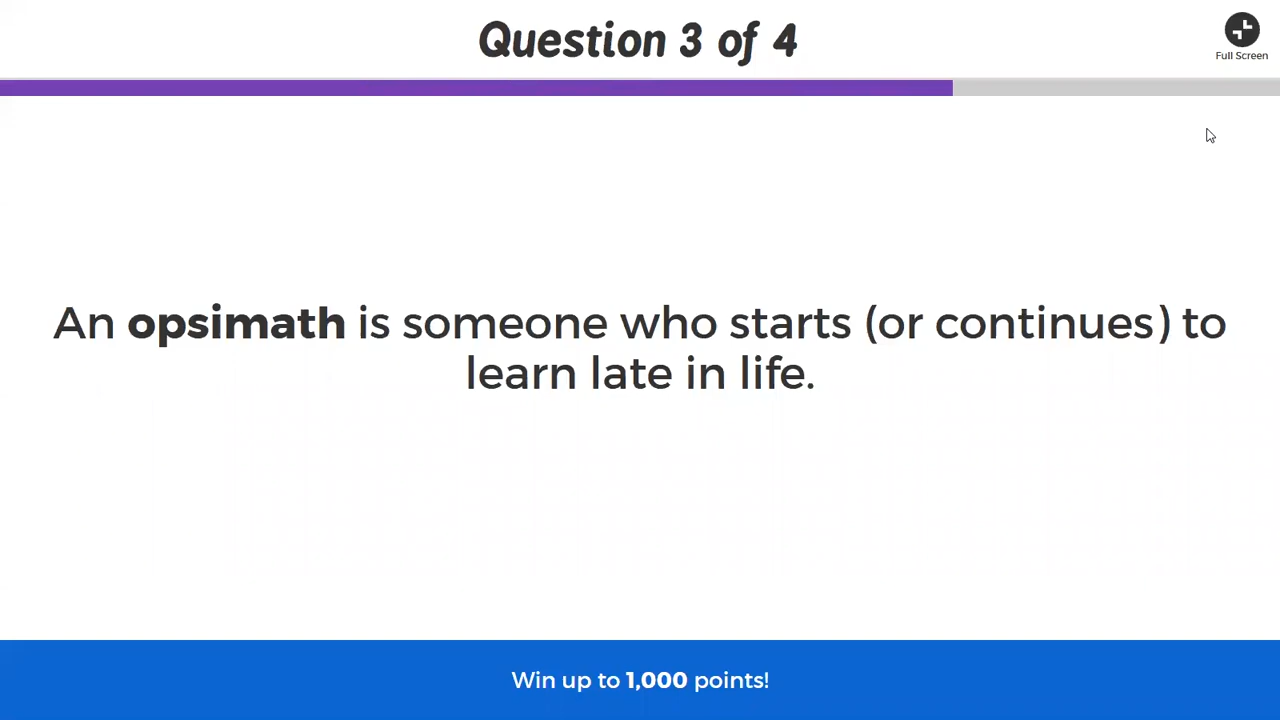 Question 3 of 4
Full Screen
An opsimath is someone who starts (or continues) to
learn late in life.
Win up to 1,000 points!